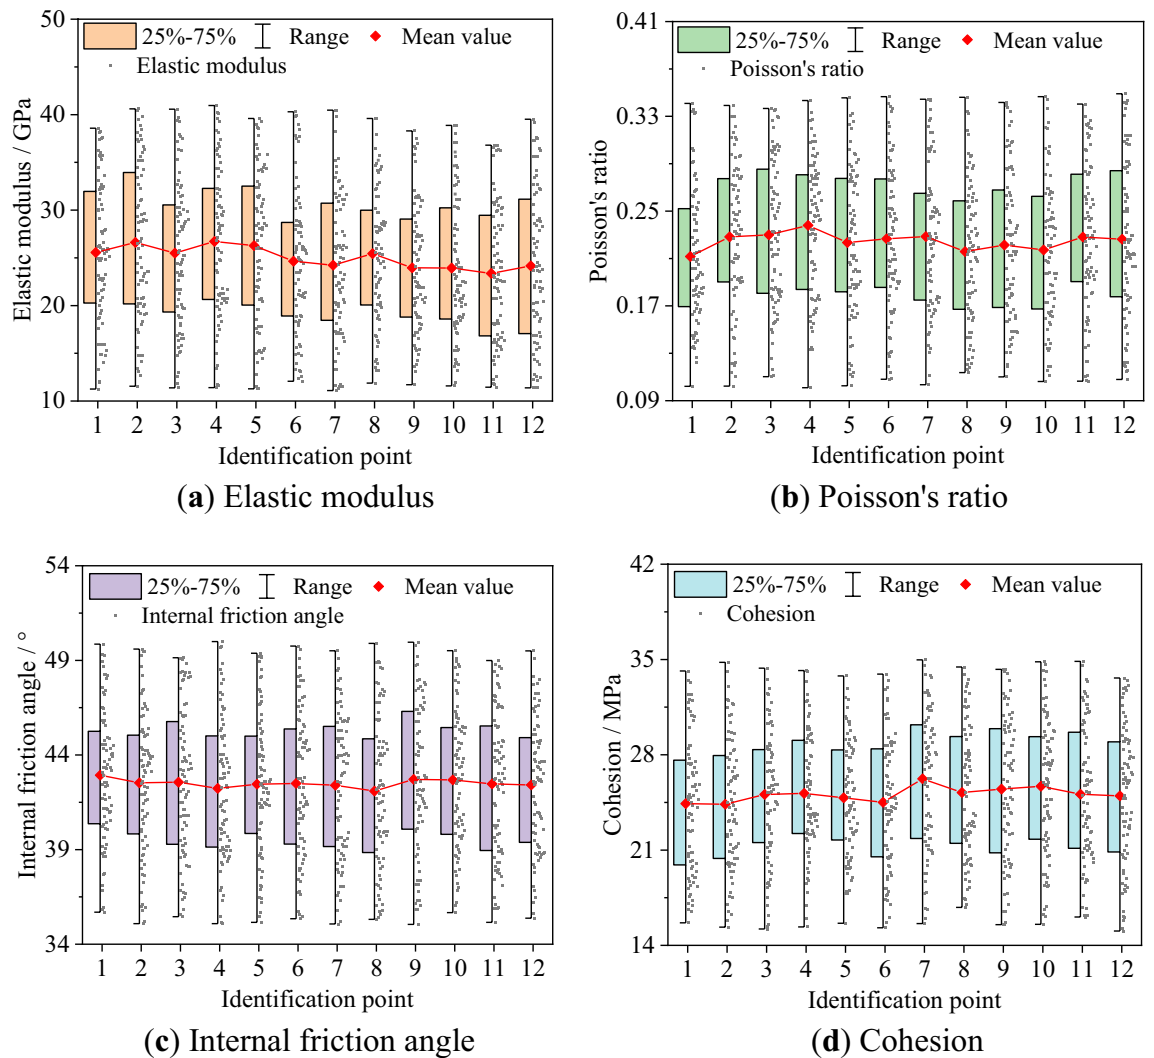 25%-75% Range Mean value
Elastic modulus
Elastic modulus / GPa
50
40
30
20
10
1 2 3 4 5 6 7 8 9 10 11 12
Identification point
(a) Elastic modulus
25%-75% Range Mean value
Poisson's ratio
Poisson's ratio
0.41
0.33
0.25
0.17
0.09
1 2 3 4 5 6 7 8 9 10 11 12
Identification point
(b) Poisson's ratio
25%-75% Range Mean value
Internal friction angle
Internal friction angle / °
54
49
44
39
34
1 2 3 4 5 6 7 8 9 10 11 12
Identification point
(c) Internal friction angle
25%-75% Range Mean value
Cohesion
Cohesion / MPa
42
35
28
21
14
1 2 3 4 5 6 7 8 9 10 11 12
Identification point
(d) Cohesion